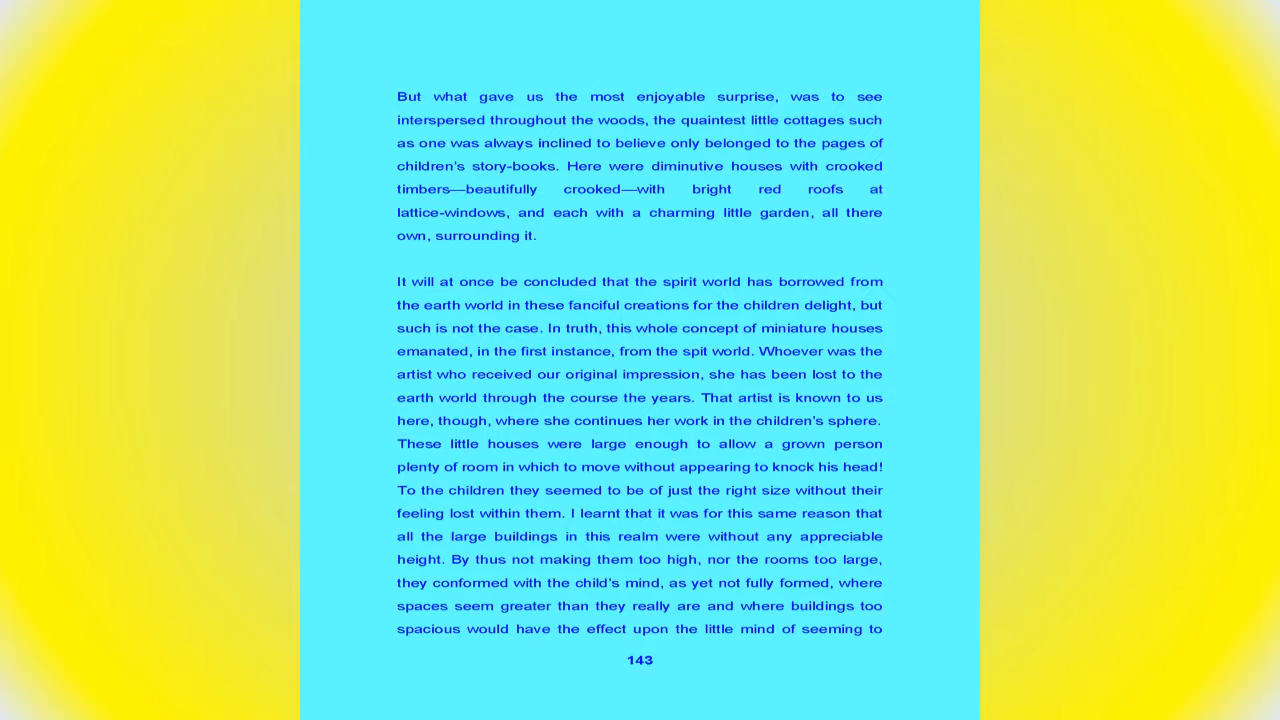 But what gave us the most enjoyable surprise, was to see
interspersed throughout the woods, the quaintest little cottages such
as one was always inclined to believe only belonged to the pages of
children's story-books. Here were diminutive houses with crooked
timbers—beautifully crooked—with bright red roofs at
lattice-windows, and each with a charming little garden, all there
own, surrounding it.
It will at once be concluded that the spirit world has borrowed from
the earth world in these fanciful creations for the children delight, but
such is not the case. In truth, this whole concept of miniature houses
emanated, in the first instance, from the spit world. Whoever was the
artist who received our original impression, she has been lost to the
earth world through the course the years. That artist is known to us
here, though, where she continues her work in the children's sphere.
These little houses were large enough to allow a grown person
plenty of room in which to move without appearing to knock his head!
To the children they seemed to be of just the right size without their
feeling lost within them. I learnt that it was for this same reason that
all the large buildings in this realm were without any appreciable
height. By thus not making them too high, nor the rooms too large,
they conformed with the child's mind, as yet not fully formed, where
spaces seem greater than they really are and where buildings too
spacious would have the effect upon the little mind of seeming to
143